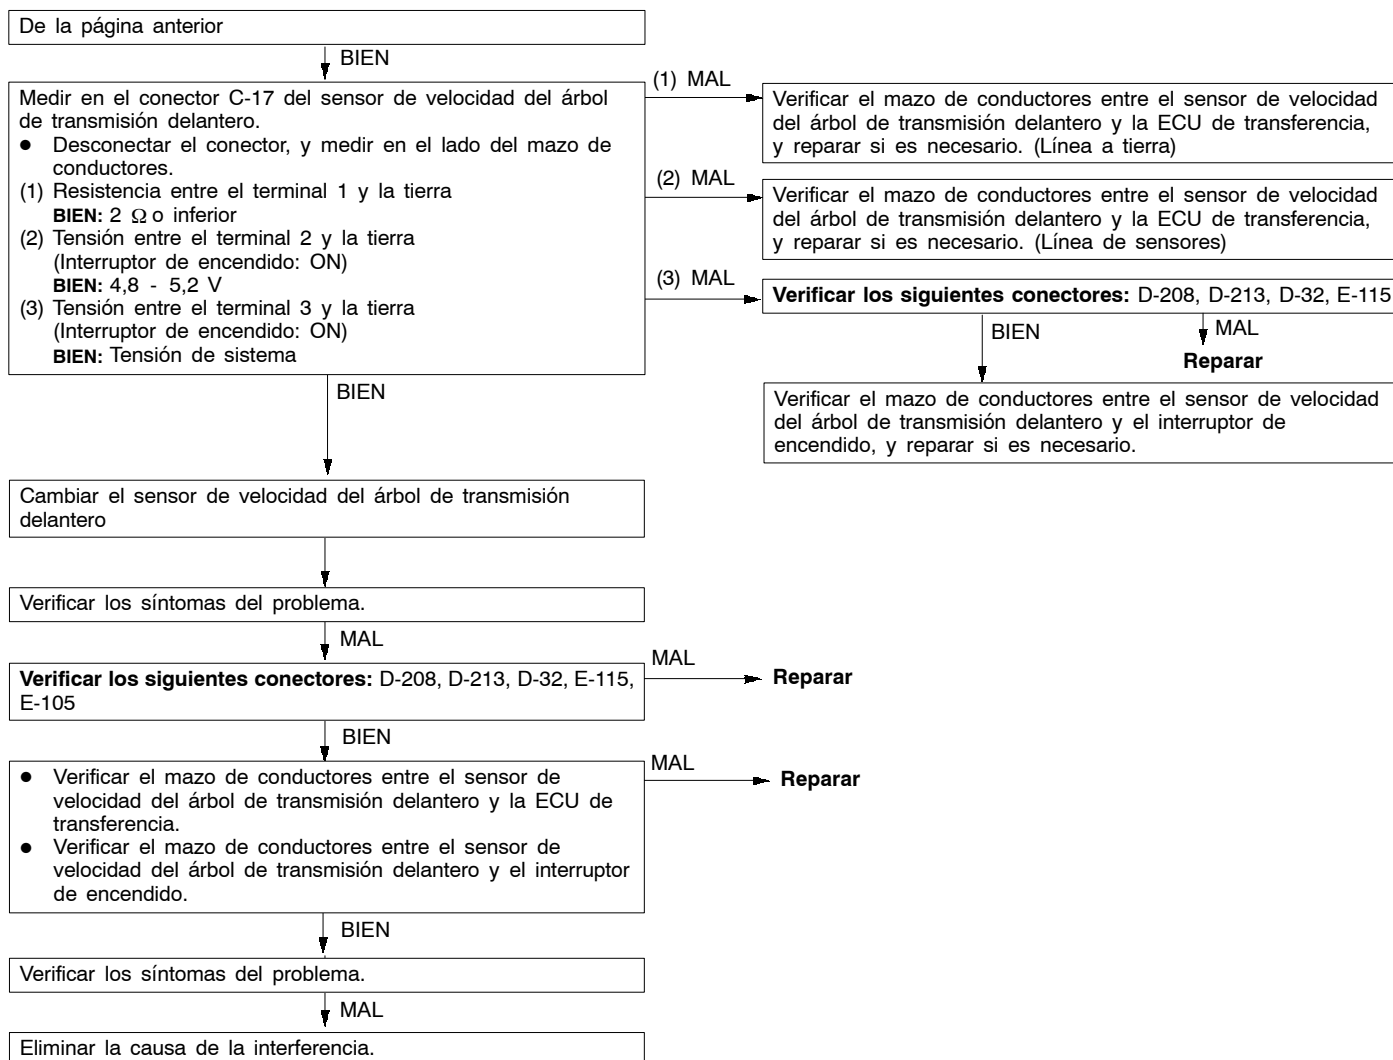 De la página anterior
BIEN
Medir en el conector C-17 del sensor de velocidad del árbol
de transmisión delantero.
● Desconectar el conector, y medir en el lado del mazo de
conductores.
(1) Resistencia entre el terminal 1 y la tierra
BIEN: 2 Ω o inferior
(2) Tensión entre el terminal 2 y la tierra
(Interruptor de encendido: ON)
BIEN: 4,8 - 5,2 V
(3) Tensión entre el terminal 3 y la tierra
(Interruptor de encendido: ON)
BIEN: Tensión de sistema
(1) MAL
Verificar el mazo de conductores entre el sensor de velocidad
del árbol de transmisión delantero y la ECU de transferencia,
y reparar si es necesario. (Línea a tierra)
(2) MAL
Verificar el mazo de conductores entre el sensor de velocidad
del árbol de transmisión delantero y la ECU de transferencia,
y reparar si es necesario. (Línea de sensores)
(3) MAL
Verificar los siguientes conectores: D-208, D-213, D-32, E-115
BIEN
MAL
Reparar
Verificar el mazo de conductores entre el sensor de velocidad
del árbol de transmisión delantero y el interruptor de
encendido, y reparar si es necesario.
BIEN
Cambiar el sensor de velocidad del árbol de transmisión
delantero
Verificar los síntomas del problema.
MAL
Verificar los siguientes conectores: D-208, D-213, D-32, E-115,
E-105
MAL
Reparar
BIEN
● Verificar el mazo de conductores entre el sensor de
velocidad del árbol de transmisión delantero y la ECU de
transferencia.
● Verificar el mazo de conductores entre el sensor de
velocidad del árbol de transmisión delantero y el interruptor
de encendido.
MAL
Reparar
BIEN
Verificar los síntomas del problema.
MAL
Eliminar la causa de la interferencia.